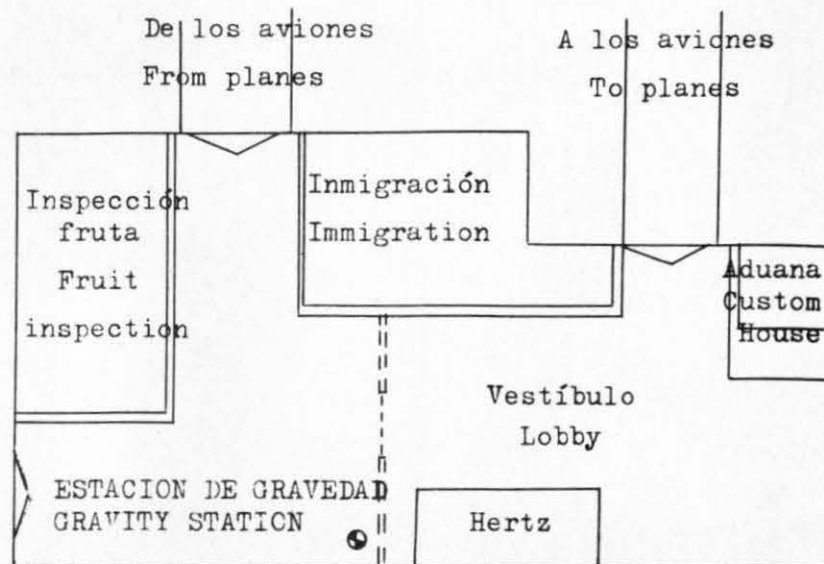 De los aviones
From planes
A los aviones
To planes
Inspección
fruta
Fruit
inspection
Inmigración
Immigration
Aduana
Custom
House
Vestíbulo
Lobby
ESTACION DE GRAVEDAD
GRAVITY STATION
Hertz